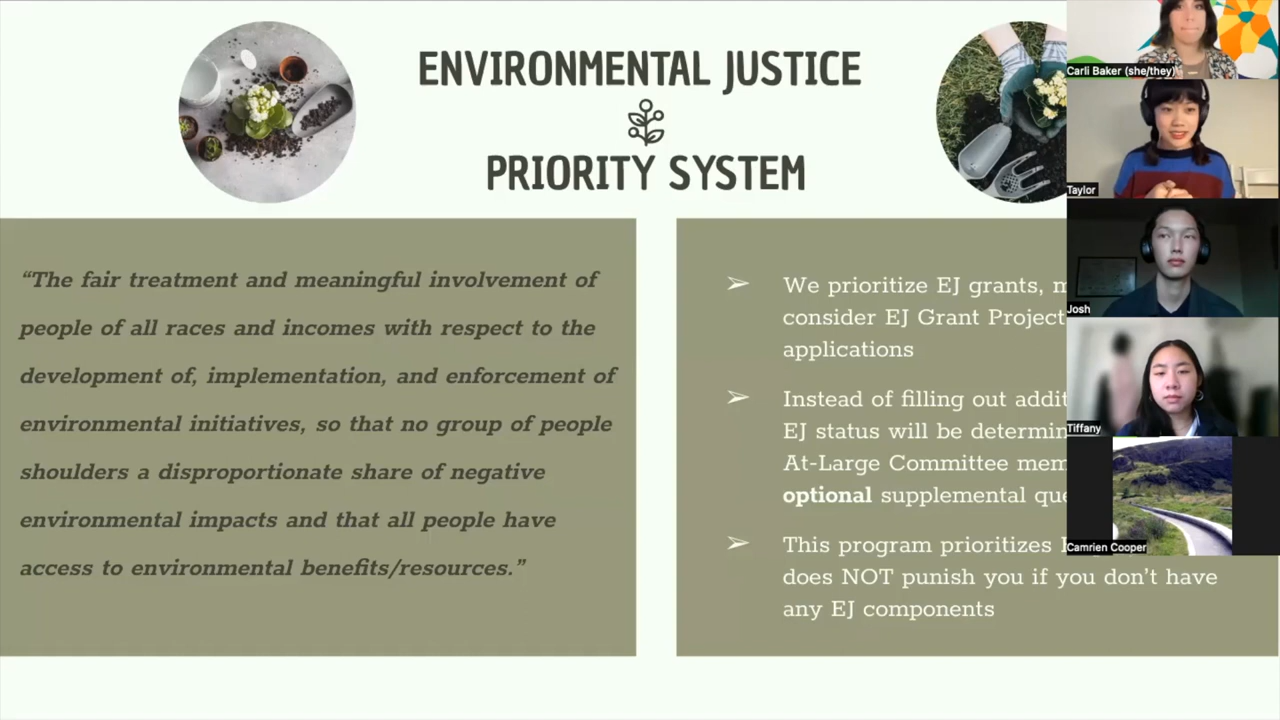 ENVIRONMENTAL JUSTICE
PRIORITY SYSTEM
“The fair treatment and meaningful involvement of
people of all races and incomes with respect to the
development of, implementation, and enforcement of
environmental initiatives, so that no group of people
shoulders a disproportionate share of negative
environmental impacts and that all people have
access to environmental benefits/resources.”
➢ We prioritize EJ grants,
consider EJ Grant Project
applications
➢ Instead of filling out
EJ status will be
At-Large Committee
optional supplemental
➢ This program prioritizes
does NOT punish you if you don’t have
any EJ components
Carli Baker (she/they)
Taylor
Josh
Tiffany
Camrien Cooper